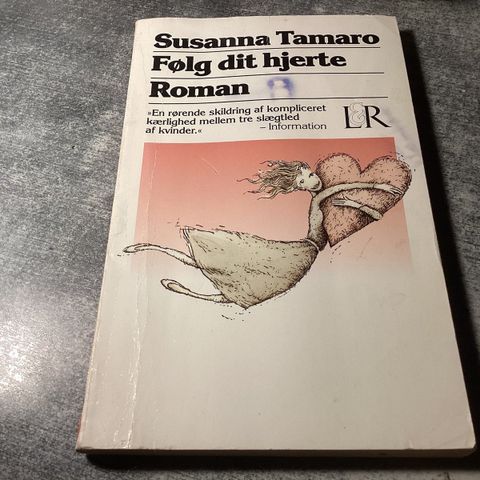 Susanna Tamaro
Følg dit hjerte
Roman
»En rørende skildring af kompliceret
kærlighed mellem tre slægtled
af kvinder.«
– Information
L&R